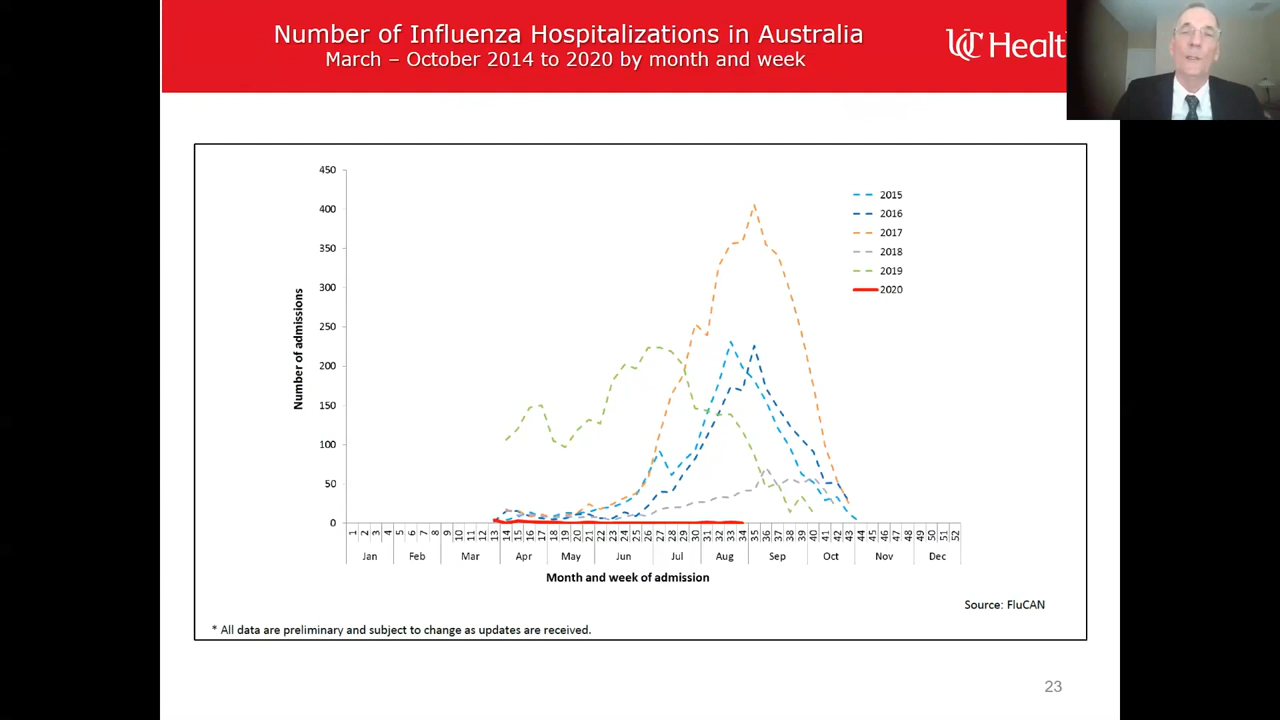 Number of Influenza Hospitalizations in Australia
March – October 2014 to 2020 by month and week
UC Health
450
400
350
300
250
200
150
100
50
0
Number of admissions
2015
2016
2017
2018
2019
2020
1 2 3 4 5 6 7 8 9 10 11 12 13 14 15 16 17 18 19 20 21 22 23 24 25 26 27 28 29 30 31 32 33 34 35 36 37 38 39 40 41 42 43 44 45 46 47 48 49 50 51 52
Jan Feb Mar Apr May Jun Jul Aug Sep Oct Nov Dec
Month and week of admission
Source: FluCAN
* All data are preliminary and subject to change as updates are received.
23